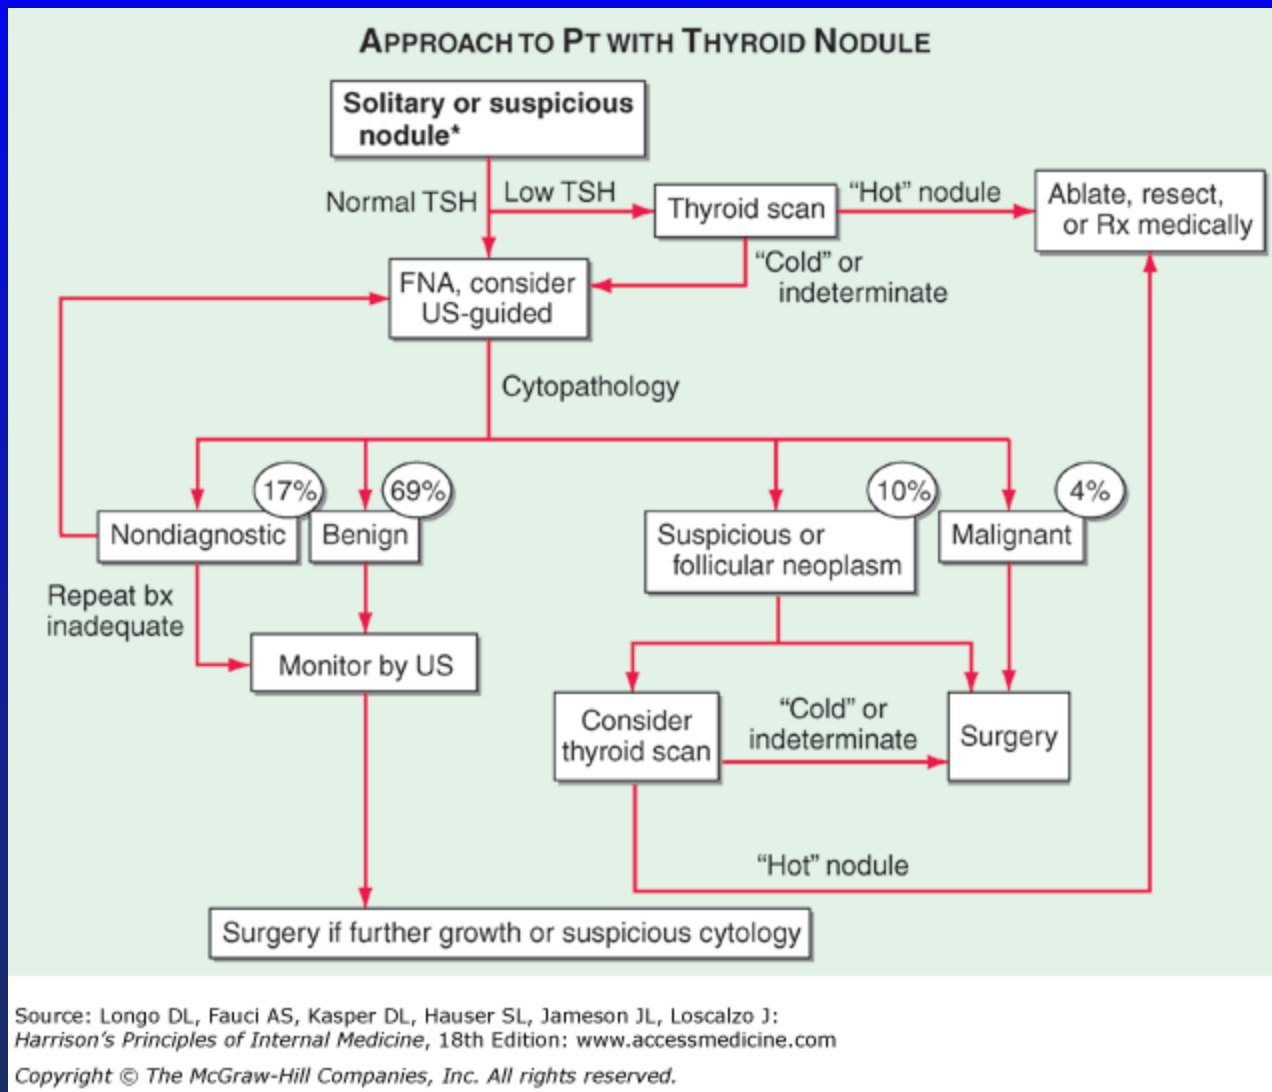 APPROACH TO PT WITH THYROID NODULE
Solitary or suspicious
nodule*
Normal TSH
Low TSH
Thyroid scan
“Hot” nodule
Ablate, resect,
or Rx medically
“Cold” or
indeterminate
FNA, consider
US-guided
Cytopathology
17%
69%
10%
4%
Nondiagnostic
Benign
Suspicious or
follicular neoplasm
Malignant
Repeat bx
inadequate
Monitor by US
Consider
thyroid scan
“Cold” or
indeterminate
Surgery
“Hot” nodule
Surgery if further growth or suspicious cytology
Source: Longo DL, Fauci AS, Kasper DL, Hauser SL, Jameson JL, Loscalzo J:
Harrison’s Principles of Internal Medicine, 18th Edition: www.accessmedicine.com
Copyright © The McGraw-Hill Companies, Inc. All rights reserved.